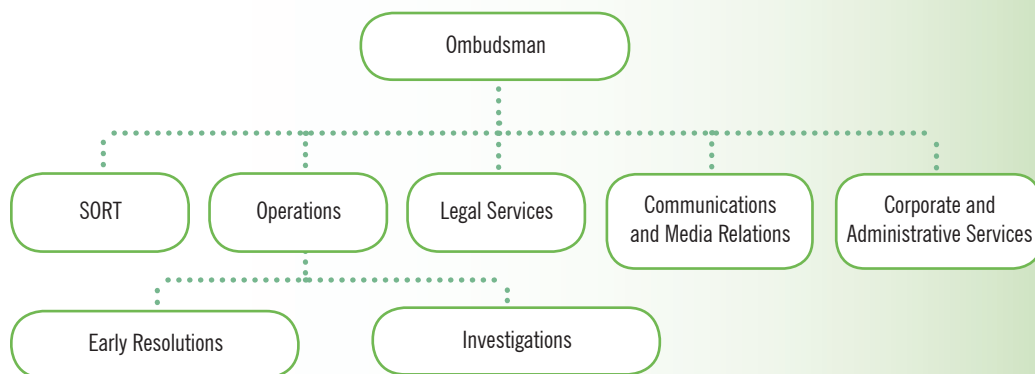 Ombudsman
SORT
Operations
Legal Services
Communications
and Media Relations
Corporate and
Administrative Services
Early Resolutions
Investigations